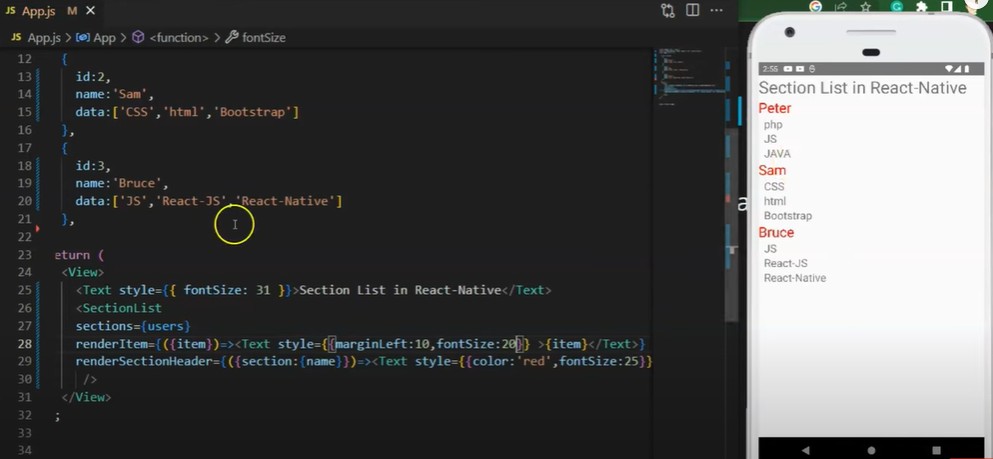 JS App.js M ×
JS App.js > App > <function> > fontSize
12 {
13 id:2,
14 name:'Sam',
15 data:['CSS','html','Bootstrap']
16 },
17 {
18 id:3,
19 name:'Bruce',
20 data:['JS','React-JS','React-Native']
21 },
22
23 eturn (
24 <View>
25 <Text style={{ fontSize: 31 }}>Section List in React-Native</Text>
26 <SectionList
27 sections={users}
28 renderItem={({item})=><Text style={{marginLeft:10,fontSize:20}} >{item}</Text>}
29 renderSectionHeader={({section:{name}})=><Text style={{color:'red',fontSize:25}}
30 />
31 </View>
32 ;
33
34
a
2:55
Section List in React-Native
Peter
php
JS
JAVA
Sam
CSS
html
Bootstrap
Bruce
JS
React-JS
React-Native